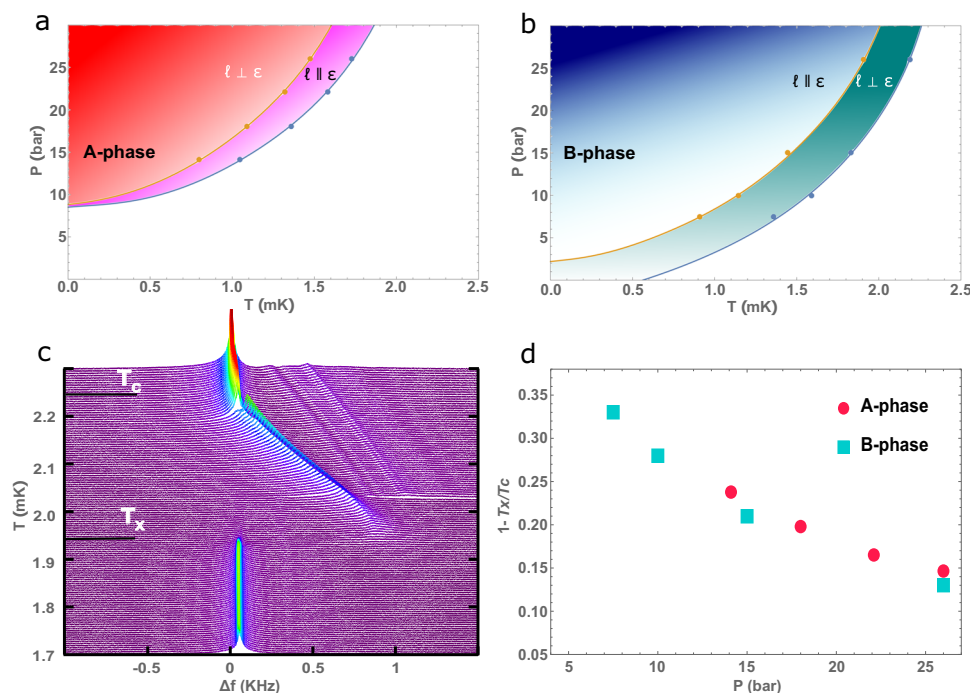 a
30
25
20
15
10
5
P (bar)
ℓ ⊥ ε
ℓ ∥ ε
A-phase
0.0 0.5 1.0 1.5 2.0 2.5
T (mK)
b
30
25
20
15
10
5
P (bar)
ℓ ∥ ε
ℓ ⊥ ε
B-phase
0.0 0.5 1.0 1.5 2.0 2.5
T (mK)
c
Tc
2.2
2.1
2.0
Tx
1.9
1.8
1.7
T (mK)
-0.5 0 0.5 1
Δf (KHz)
d
0.35
0.30
0.25
0.20
0.15
0.10
0.05
1- Tx/Tc
A-phase
B-phase
5 10 15 20 25
P (bar)